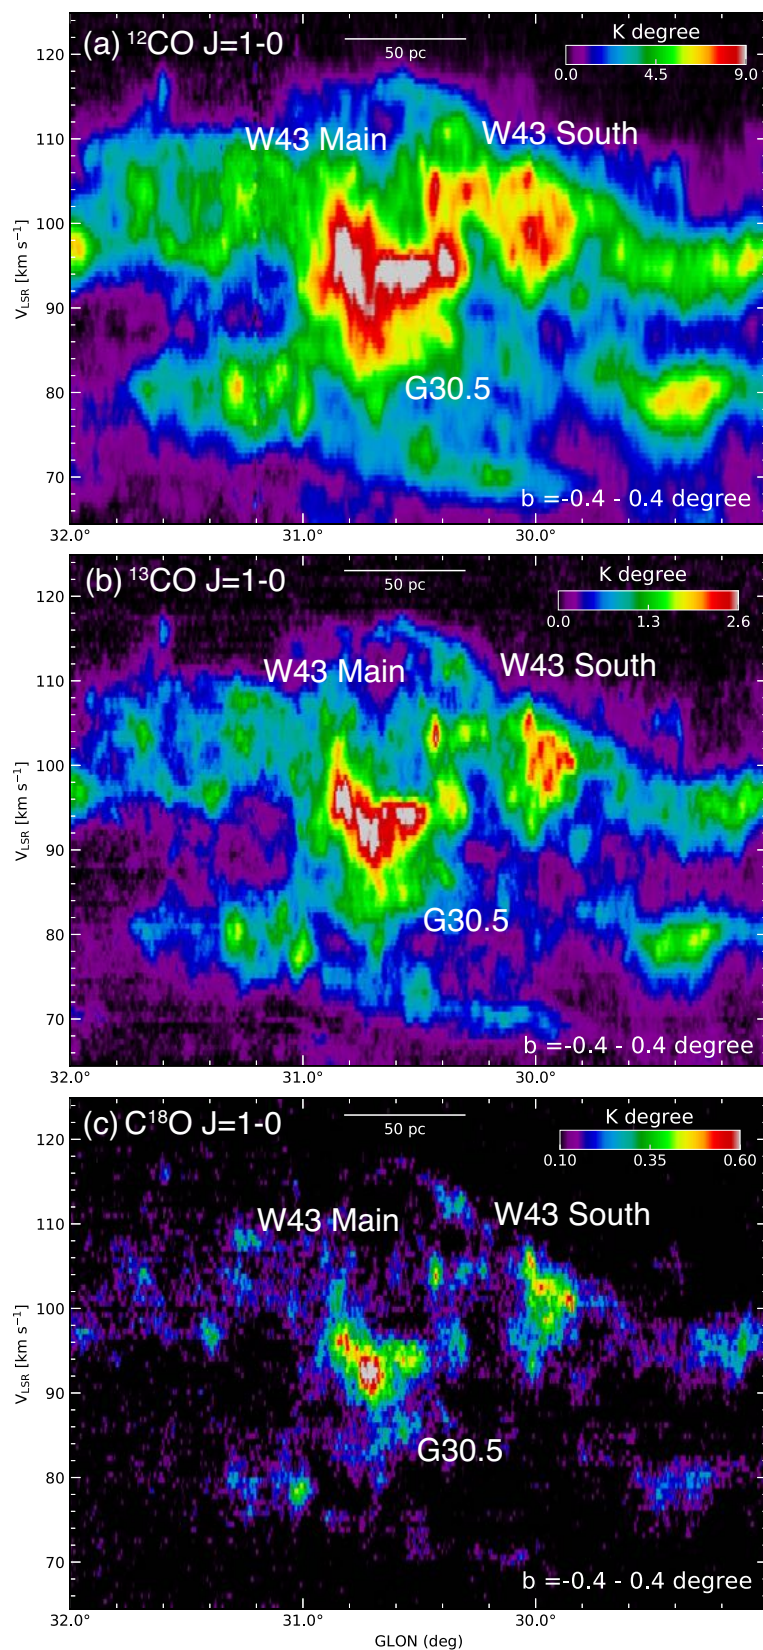 (a) ¹²CO J=1-0
50 pc
K degree
0.0 4.5 9.0
W43 Main
W43 South
G30.5
b =-0.4 - 0.4 degree
120
110
100
90
80
70
V_LSR [km s⁻¹]
32.0° 31.0° 30.0°
(b) ¹³CO J=1-0
50 pc
K degree
0.0 1.3 2.6
W43 Main
W43 South
G30.5
b =-0.4 - 0.4 degree
120
110
100
90
80
70
V_LSR [km s⁻¹]
32.0° 31.0° 30.0°
(c) C¹⁸O J=1-0
50 pc
K degree
0.10 0.35 0.60
W43 Main
W43 South
G30.5
b =-0.4 - 0.4 degree
120
110
100
90
80
70
V_LSR [km s⁻¹]
32.0° 31.0° 30.0°
GLON (deg)